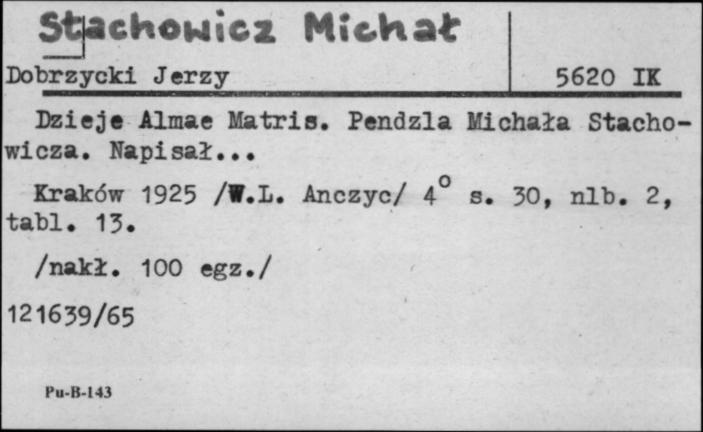 Stachowicz Michał
Dobrzycki Jerzy 5620 IK
Dzieje Almae Matris. Pendzla Michała Stacho-
wicza. Napisał...
Kraków 1925 /W.L. Anczyc/ 4° s. 30, nlb. 2,
tabl. 13.
/nakł. 100 egz./
121639/65
Pu-B-143